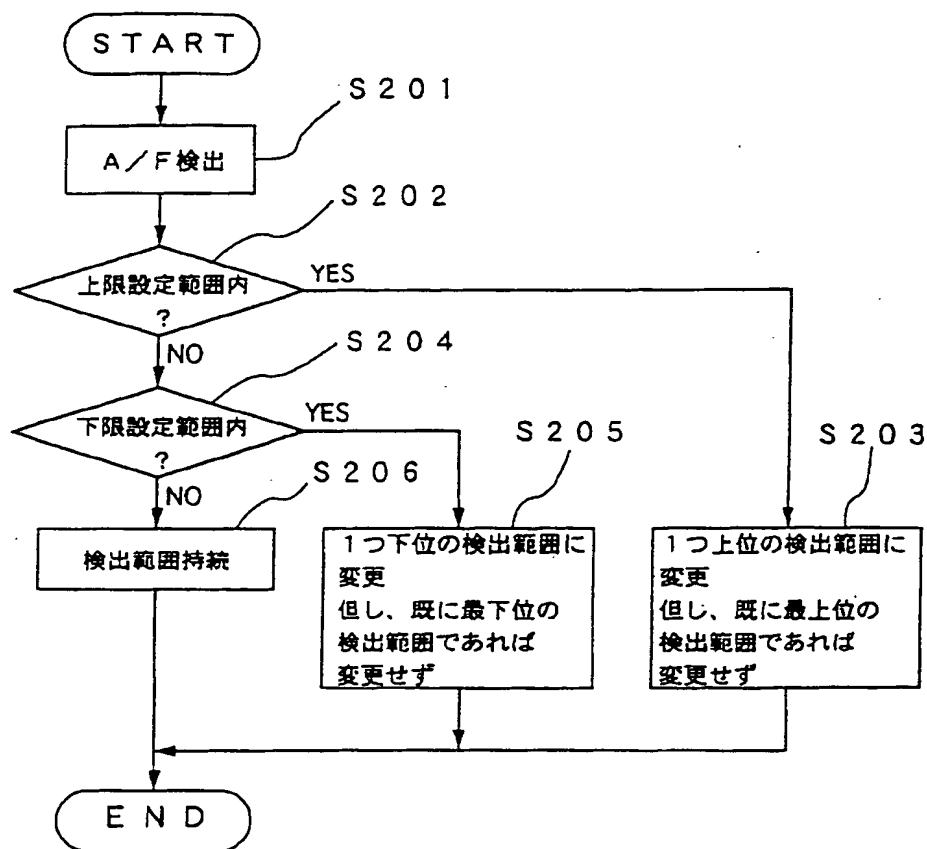 START
S201
A／F検出
S202
上限設定範囲内
？
YES
NO
S204
下限設定範囲内
？
YES
NO
S205
S203
S206
検出範囲持続
１つ下位の検出範囲に
変更
但し、既に最下位の
検出範囲であれば
変更せず
１つ上位の検出範囲に
変更
但し、既に最上位の
検出範囲であれば
変更せず
END